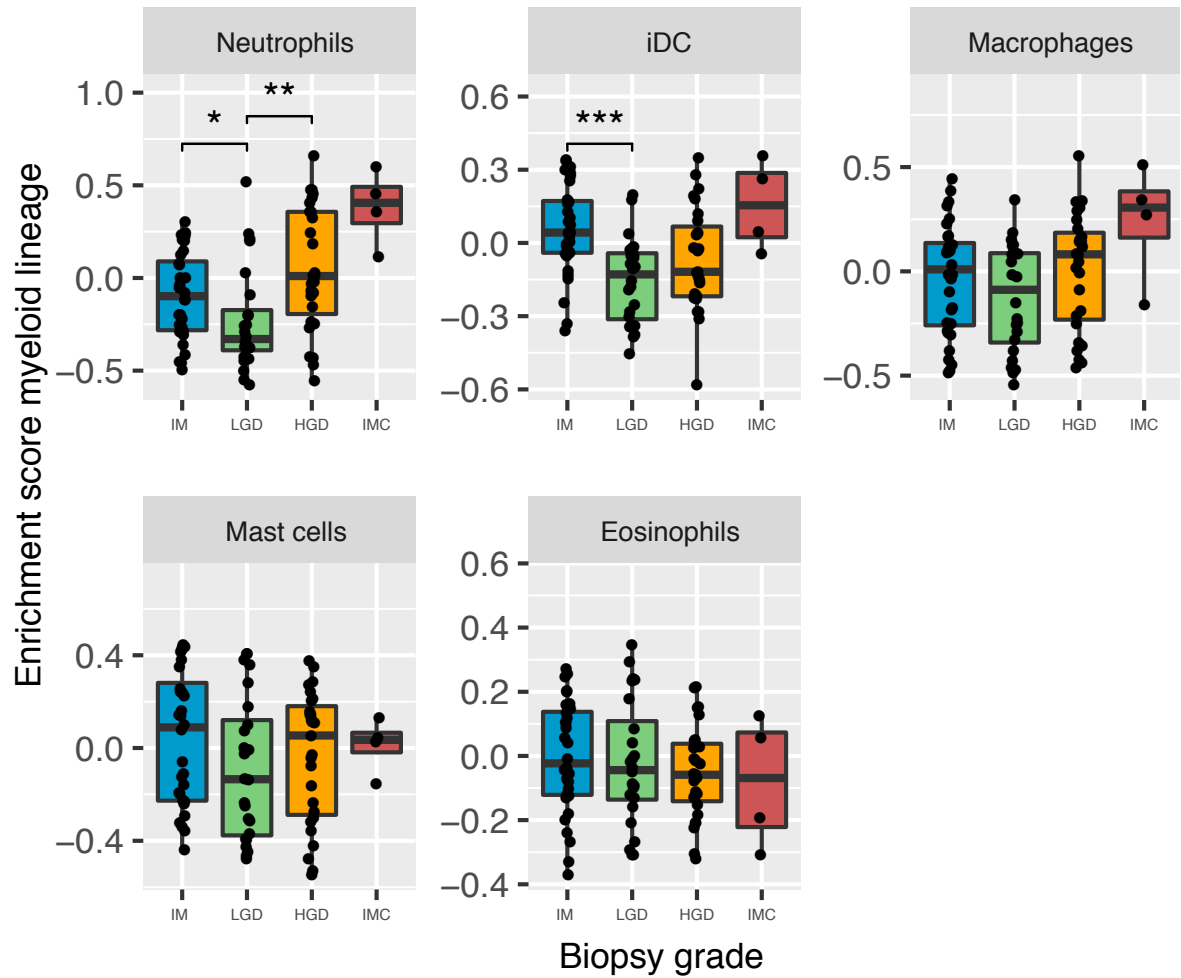 Enrichment score myeloid lineage
Neutrophils
1.0
0.5
0.0
−0.5
* **
IM LGD HGD IMC
iDC
0.6
0.3
0.0
−0.3
−0.6
***
IM LGD HGD IMC
Macrophages
0.5
0.0
−0.5
IM LGD HGD IMC
Mast cells
0.4
0.0
−0.4
IM LGD HGD IMC
Eosinophils
0.6
0.4
0.2
0.0
−0.2
−0.4
IM LGD HGD IMC
Biopsy grade